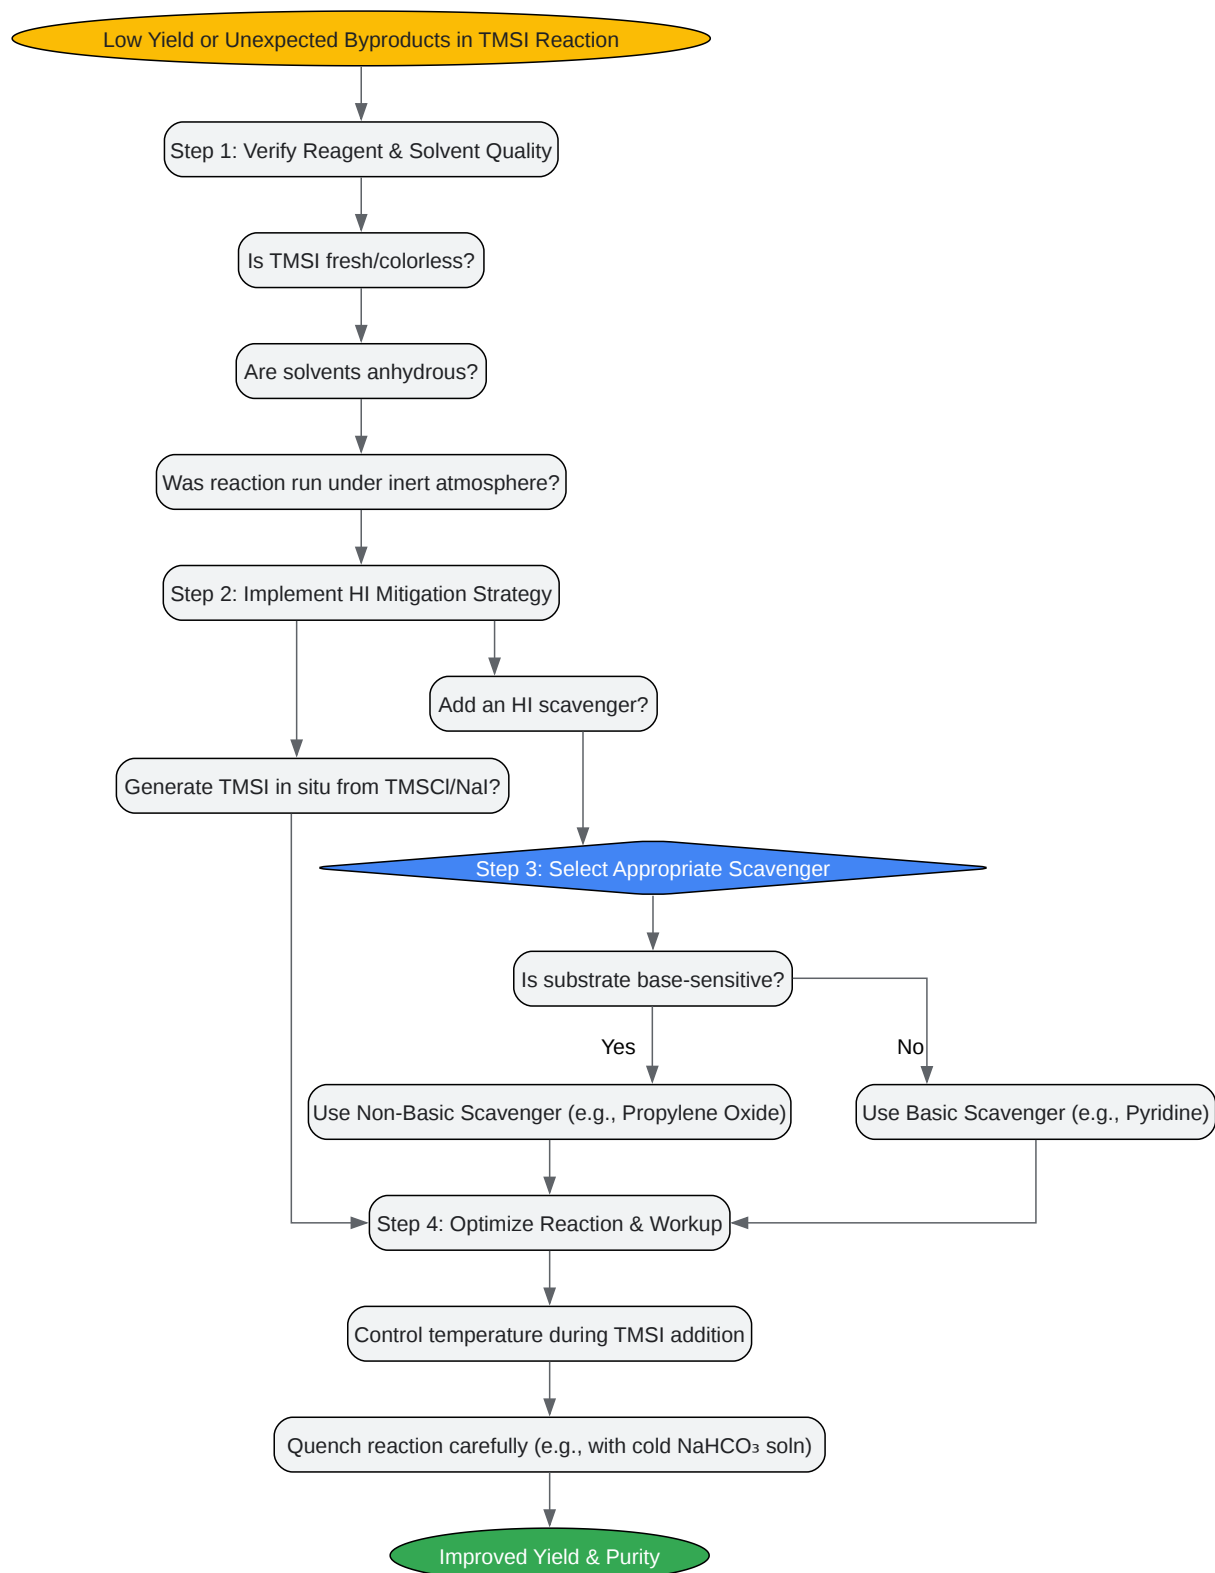 Low Yield or Unexpected Byproducts in TMSI Reaction
Step 1: Verify Reagent & Solvent Quality
Is TMSI fresh/colorless?
Are solvents anhydrous?
Was reaction run under inert atmosphere?
Step 2: Implement HI Mitigation Strategy
Add an HI scavenger?
Generate TMSI in situ from TMSCl/NaI?
Step 3: Select Appropriate Scavenger
Is substrate base-sensitive?
Yes
No
Use Non-Basic Scavenger (e.g., Propylene Oxide)
Use Basic Scavenger (e.g., Pyridine)
Step 4: Optimize Reaction & Workup
Control temperature during TMSI addition
Quench reaction carefully (e.g., with cold NaHCO₃ soln)
Improved Yield & Purity